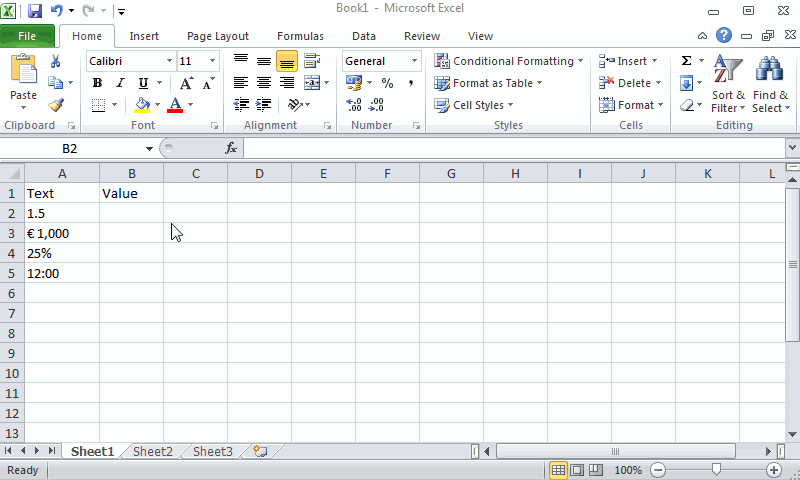 Book1 - Microsoft Excel
File Home Insert Page Layout Formulas Data Review View
Calibri 11 General Conditional Formatting Insert Σ
Paste B I U A A % , Format as Table Delete Sort & Filter Find & Select
A .00 .0 Cell Styles Format
Clipboard Font Alignment Number Styles Cells Editing
B2 fx
A B C D E F G H I J K L
1 Text Value
2 1.5
3 € 1,000
4 25%
5 12:00
6
7
8
9
10
11
12
13
Sheet1 Sheet2 Sheet3
Ready 100%